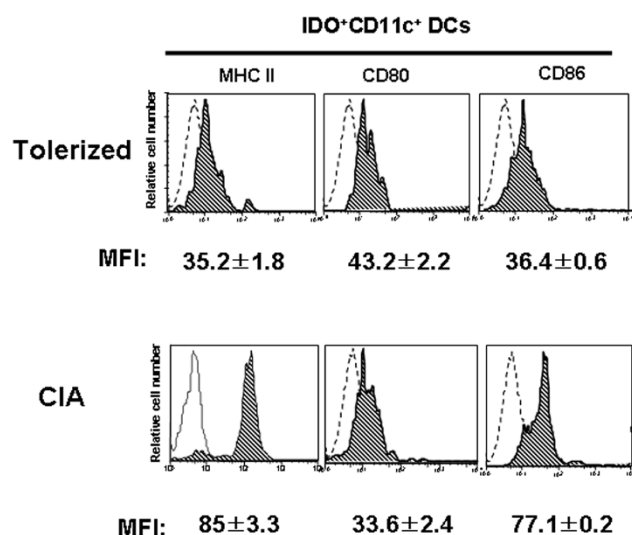 IDO⁺CD11c⁺ DCs
MHC II CD80 CD86
Tolerized
Relative cell number
MFI: 35.2±1.8 43.2±2.2 36.4±0.6
CIA
Relative cell number
MFI: 85±3.3 33.6±2.4 77.1±0.2